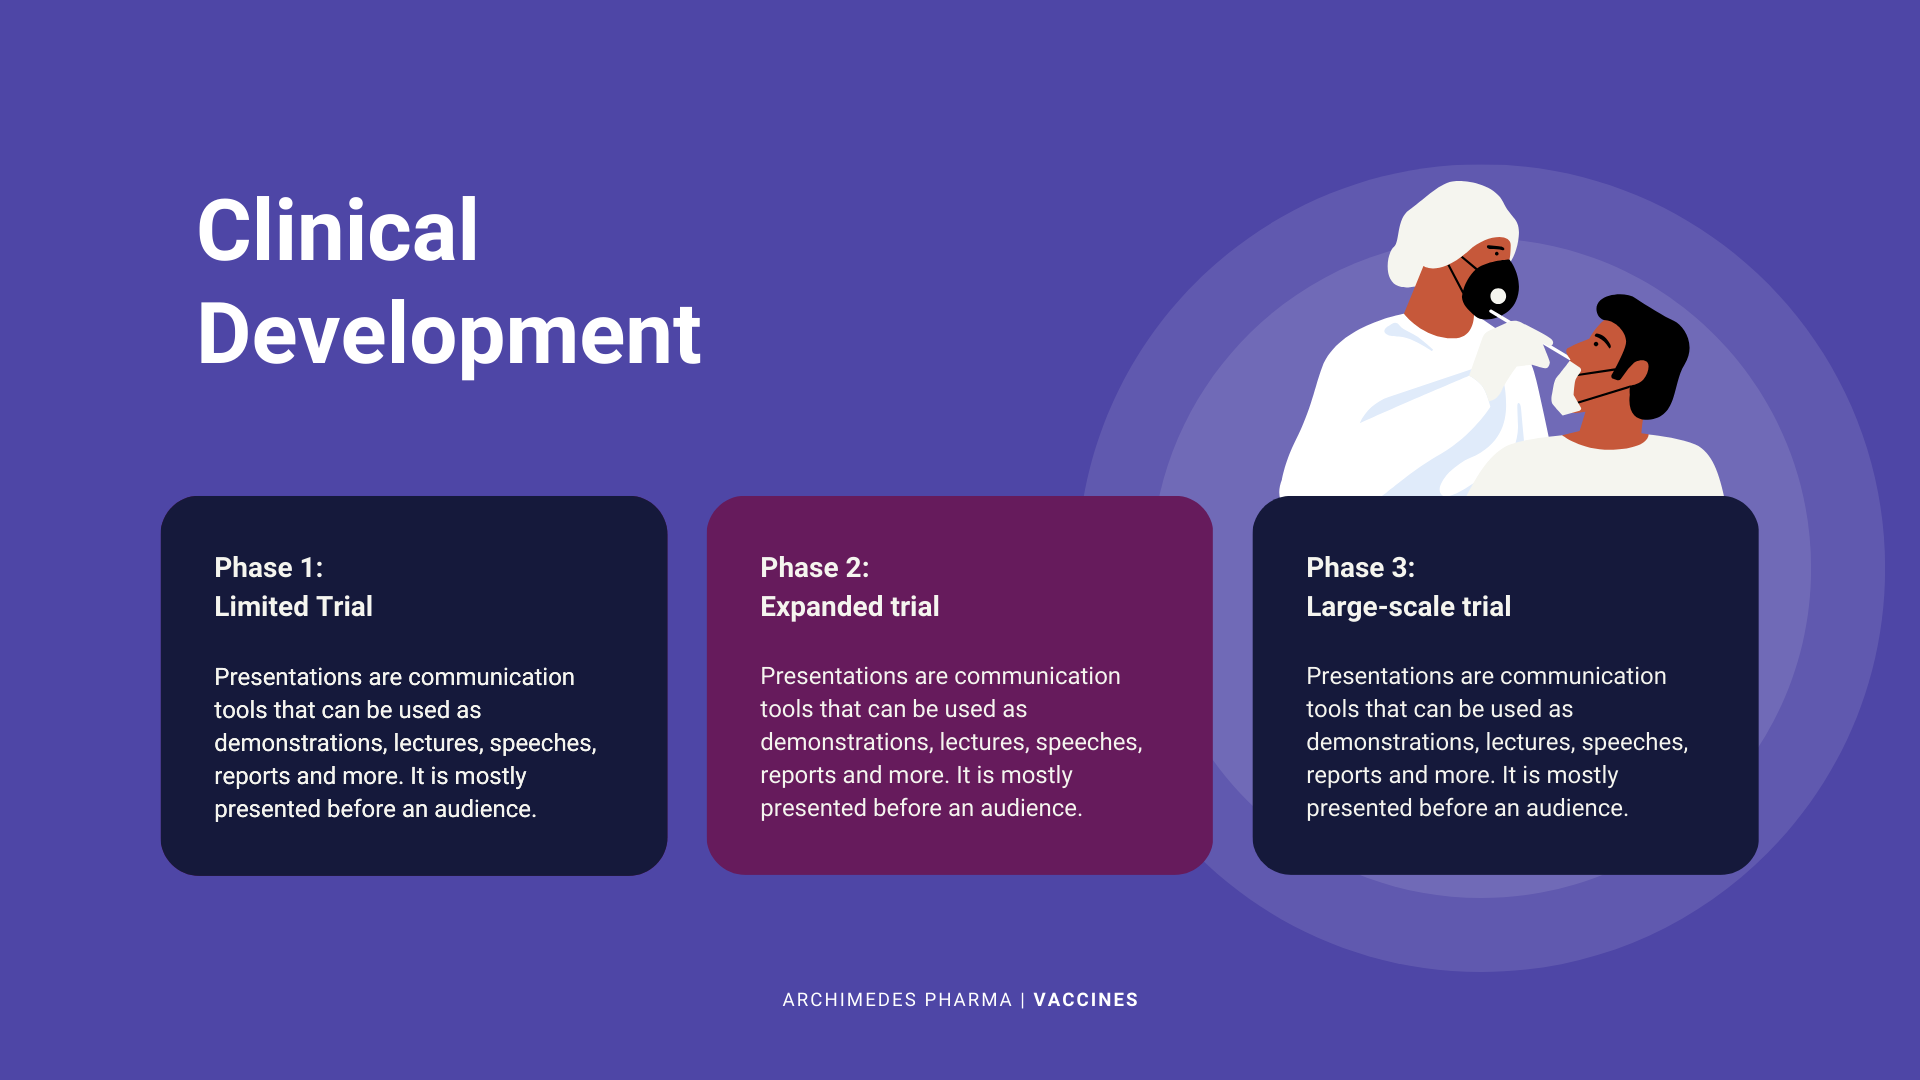 Clinical
Development
Phase 1:
Limited Trial
Presentations are communication
tools that can be used as
demonstrations, lectures, speeches,
reports and more. It is mostly
presented before an audience.
Phase 2:
Expanded trial
Presentations are communication
tools that can be used as
demonstrations, lectures, speeches,
reports and more. It is mostly
presented before an audience.
Phase 3:
Large-scale trial
Presentations are communication
tools that can be used as
demonstrations, lectures, speeches,
reports and more. It is mostly
presented before an audience.
ARCHIMEDES PHARMA | VACCINES